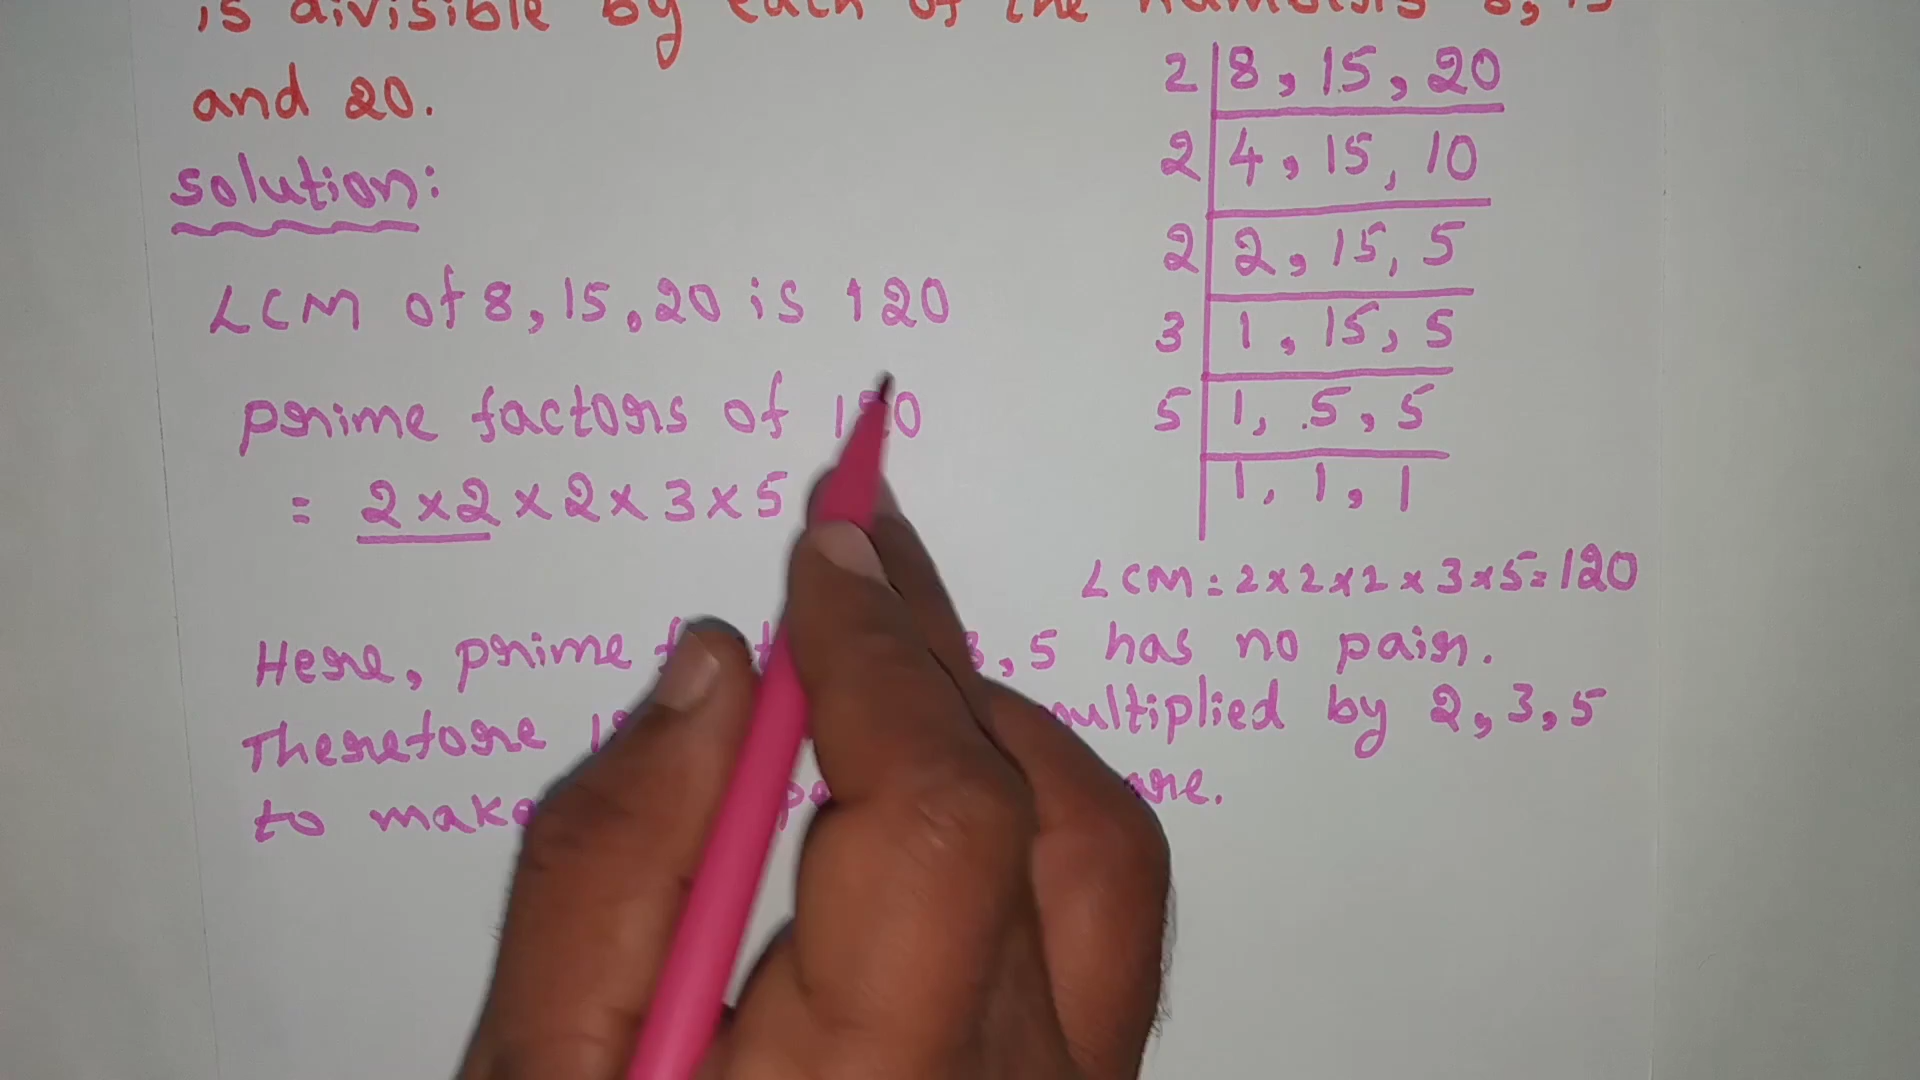 is divisible by each of the numbers 8, 15
and 20.
solution:
LCM of 8, 15, 20 is 120
prime factors of 120
= 2 × 2 × 2 × 3 × 5
2 | 8, 15, 20
2 | 4, 15, 10
2 | 2, 15, 5
3 | 1, 15, 5
5 | 1, 5, 5
1, 1, 1
LCM = 2 × 2 × 2 × 3 × 5 = 120
Here, prime 3, 5 has no pair.
Therefore multiplied by 2, 3, 5
to make